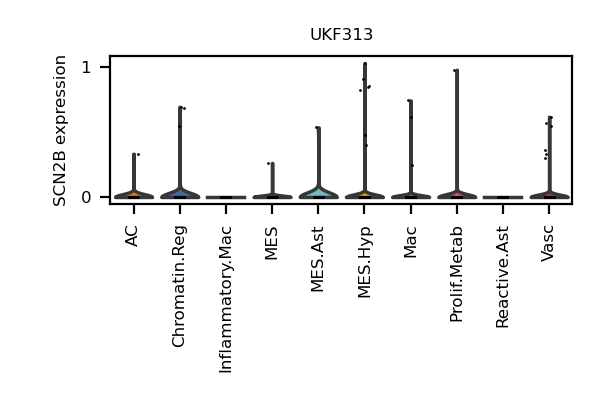 UKF313
SCN2B expression
1
0
AC
Chromatin.Reg
Inflammatory.Mac
MES
MES.Ast
MES.Hyp
Mac
Prolif.Metab
Reactive.Ast
Vasc